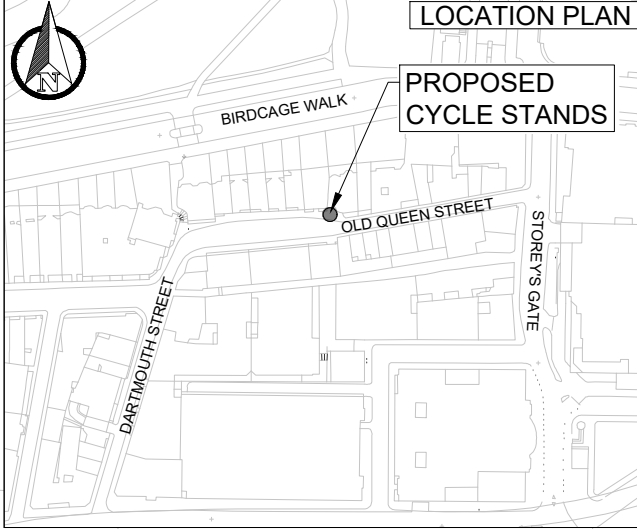 LOCATION PLAN
N
PROPOSED
CYCLE STANDS
BIRDCAGE WALK
OLD QUEEN STREET
STOREY'S GATE
DARTMOUTH STREET